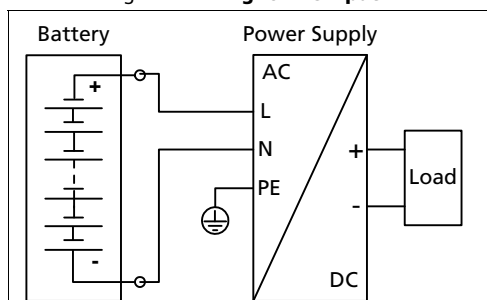 Battery
Power Supply
+
AC
L
N
PE
+
-
Load
-
DC